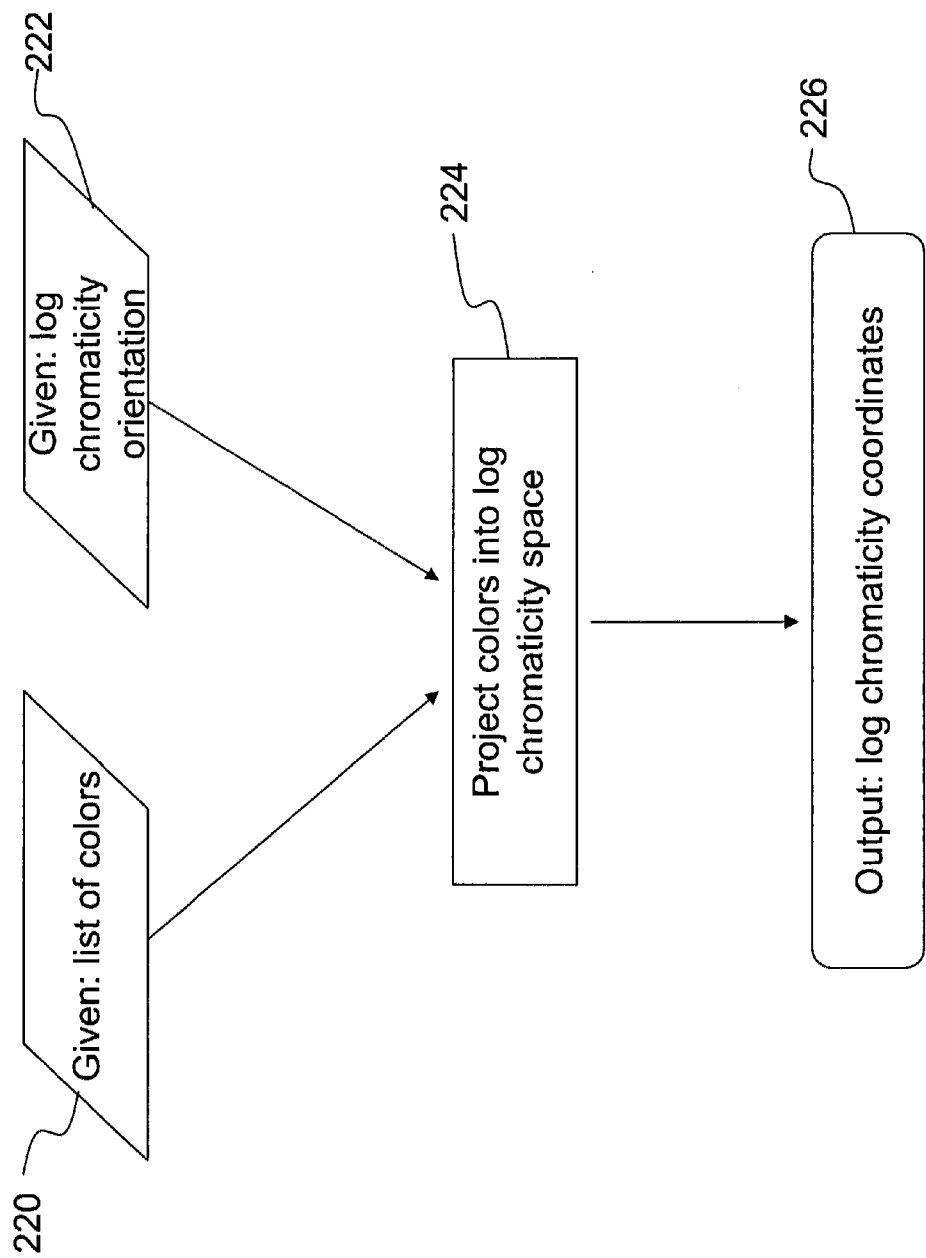 220
Given: list of colors
Given: log
chromaticity
orientation
222
Project colors into log
chromaticity space
224
Output: log chromaticity coordinates
226